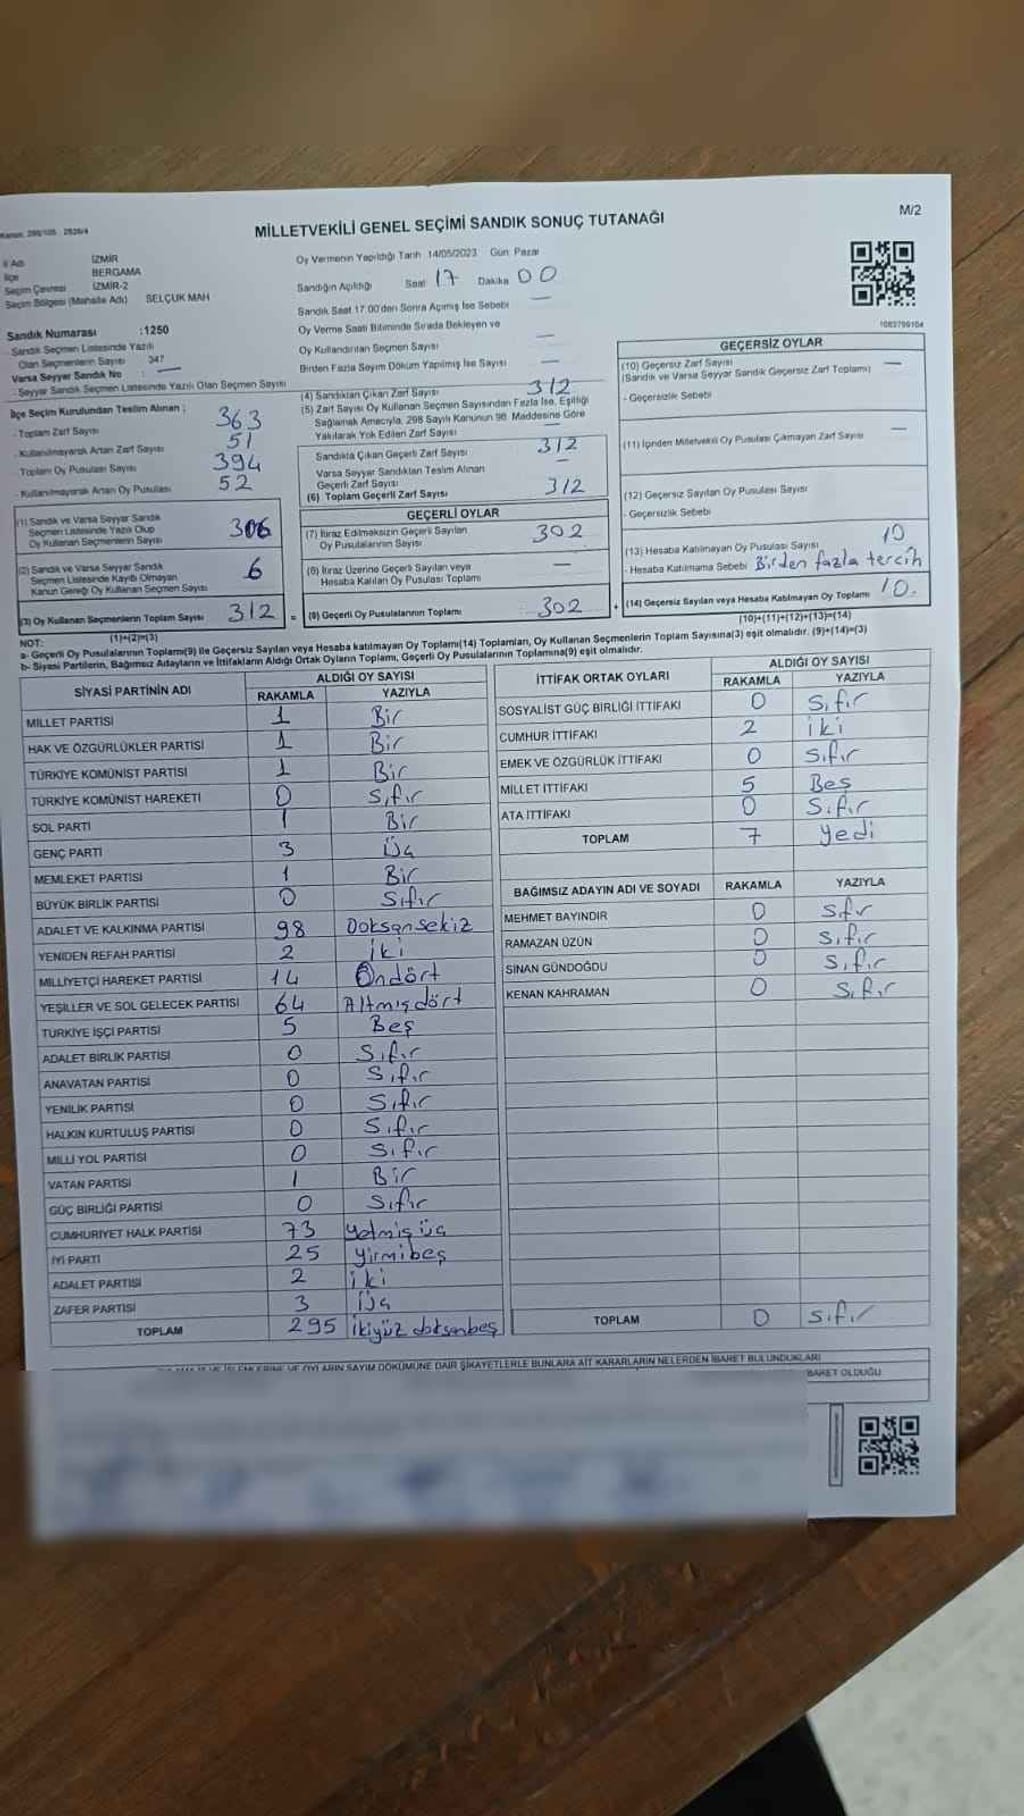 M/2
MİLLETVEKİLİ GENEL SEÇİMİ SANDIK SONUÇ TUTANAĞI
İl Adı İZMİR
İlçe BERGAMA
Seçim Çevresi İZMİR-2
Seçim Bölgesi (Mahalle Adı) SELÇUK MAH
Sandık Numarası :1250
Sandık Seçmen Listesinde Yazılı
Olan Seçmenlerin Sayısı 347
Varsa Seyyar Sandık No : —
Seyyar Sandık Seçmen Listesinde Yazılı Olan Seçmen Sayısı
Oy Vermenin Yapıldığı Tarih 14/05/2023 Gün Pazar
Sandığın Açıldığı Saat 17 Dakika 00
Sandık Saat 17.00'den Sonra Açılmış İse Sebebi —
Oy Verme Saati Bitiminde Sırada Bekleyen ve
Oy Kullandırılan Seçmen Sayısı —
Birden Fazla Sayım Döküm Yapılmış İse Sayısı —
1083799104
İlçe Seçim Kurulundan Teslim Alınan ;
- Toplam Zarf Sayısı 363
- Kullanılmayarak Artan Zarf Sayısı 51
- Toplam Oy Pusulası Sayısı 394
- Kullanılmayarak Artan Oy Pusulası 52
(1) Sandık ve Varsa Seyyar Sandık
Seçmen Listesinde Yazılı Olup
Oy Kullanan Seçmenlerin Sayısı 306
(2) Sandık ve Varsa Seyyar Sandık
Seçmen Listesinde Kaydı Olmayan
Kanun Gereği Oy Kullanan Seçmen Sayısı 6
(3) Oy Kullanan Seçmenlerin Toplam Sayısı 312 =
(1)+(2)=(3)
(4) Sandıktan Çıkan Zarf Sayısı 312
(5) Zarf Sayısı Oy Kullanan Seçmen Sayısından Fazla İse, Eşitliği
Sağlamak Amacıyla, 298 Sayılı Kanunun 98. Maddesine Göre
Yakılarak Yok Edilen Zarf Sayısı —
Sandıkta Çıkan Geçerli Zarf Sayısı 312
Varsa Seyyar Sandıktan Teslim Alınan
Geçerli Zarf Sayısı —
(6) Toplam Geçerli Zarf Sayısı 312
GEÇERLİ OYLAR
(7) İtiraz Edilmeksizin Geçerli Sayılan
Oy Pusulalarının Sayısı 302
(8) İtiraz Üzerine Geçerli Sayılan veya
Hesaba Katılan Oy Pusulası Toplamı —
(9) Geçerli Oy Pusulalarının Toplamı 302 +
GEÇERSİZ OYLAR
(10) Geçersiz Zarf Sayısı —
(Sandık ve Varsa Seyyar Sandık Geçersiz Zarf Toplamı)
- Geçersizlik Sebebi
(11) İçinden Milletvekili Oy Pusulası Çıkmayan Zarf Sayısı —
(12) Geçersiz Sayılan Oy Pusulası Sayısı
- Geçersizlik Sebebi
(13) Hesaba Katılmayan Oy Pusulası Sayısı 10
- Hesaba Katılmama Sebebi Birden fazla tercih
(14) Geçersiz Sayılan veya Hesaba Katılmayan Oy Toplamı 10.
(10)+(11)+(12)+(13)=(14)
NOT:
a- Geçerli Oy Pusulalarının Toplamı(9) ile Geçersiz Sayılan veya Hesaba katılmayan Oy Toplamı(14) Toplamları, Oy Kullanan Seçmenlerin Toplam Sayısına(3) eşit olmalıdır. (9)+(14)=(3)
b- Siyasi Partilerin, Bağımsız Adayların ve İttifakların Aldığı Ortak Oyların Toplamı, Geçerli Oy Pusulalarının Toplamına(9) eşit olmalıdır.
SİYASİ PARTİNİN ADI ALDIĞI OY SAYISI
RAKAMLA YAZIYLA
MİLLET PARTİSİ 1 Bir
HAK VE ÖZGÜRLÜKLER PARTİSİ 1 Bir
TÜRKİYE KOMÜNİST PARTİSİ 1 Bir
TÜRKİYE KOMÜNİST HAREKETİ 0 Sıfır
SOL PARTİ 1 Bir
GENÇ PARTİ 3 Üç
MEMLEKET PARTİSİ 1 Bir
BÜYÜK BİRLİK PARTİSİ 0 Sıfır
ADALET VE KALKINMA PARTİSİ 98 Doksansekiz
YENİDEN REFAH PARTİSİ 2 iki
MİLLİYETÇİ HAREKET PARTİSİ 14 Ondört
YEŞİLLER VE SOL GELECEK PARTİSİ 64 Altmışdört
TÜRKİYE İŞÇİ PARTİSİ 5 Beş
ADALET BİRLİK PARTİSİ 0 Sıfır
ANAVATAN PARTİSİ 0 Sıfır
YENİLİK PARTİSİ 0 Sıfır
HALKIN KURTULUŞ PARTİSİ 0 Sıfır
MİLLİ YOL PARTİSİ 0 Sıfır
VATAN PARTİSİ 1 Bir
GÜÇ BİRLİĞİ PARTİSİ 0 Sıfır
CUMHURİYET HALK PARTİSİ 73 Yetmiş üç
İYİ PARTİ 25 Yirmibeş
ADALET PARTİSİ 2 iki
ZAFER PARTİSİ 3 Üç
TOPLAM 295 ikiyüz doksanbeş
İTTİFAK ORTAK OYLARI ALDIĞI OY SAYISI
RAKAMLA YAZIYLA
SOSYALİST GÜÇ BİRLİĞİ İTTİFAKI 0 Sıfır
CUMHUR İTTİFAKI 2 iki
EMEK VE ÖZGÜRLÜK İTTİFAKI 0 Sıfır
MİLLET İTTİFAKI 5 Beş
ATA İTTİFAKI 0 Sıfır
TOPLAM 7 yedi
BAĞIMSIZ ADAYIN ADI VE SOYADI RAKAMLA YAZIYLA
MEHMET BAYINDIR 0 Sıfır
RAMAZAN ÜZÜN 0 Sıfır
SİNAN GÜNDOĞDU 0 Sıfır
KENAN KAHRAMAN 0 Sıfır
TOPLAM 0 Sıfır
OYLARIN SAYIM DÖKÜMÜNE DAİR ŞİKAYETLERLE BUNLARA AİT KARARLARIN NELERDEN İBARET BULUNDUKLARI
İBARET OLDUĞU